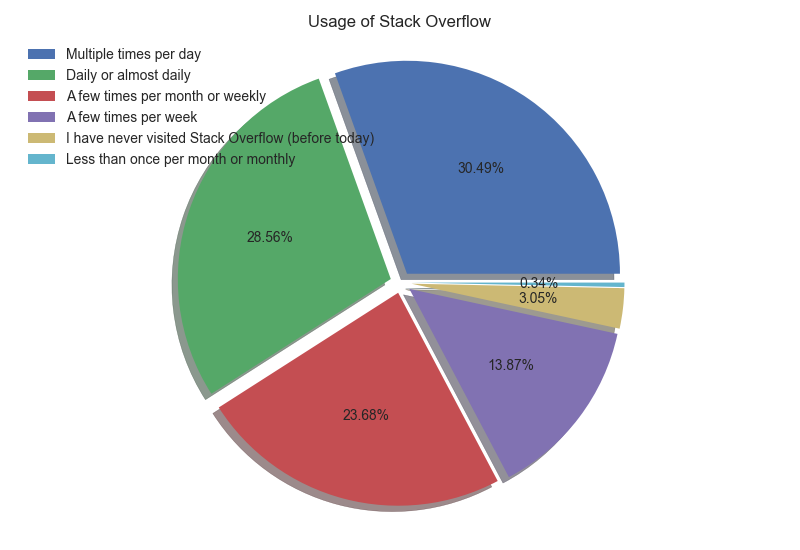 Usage of Stack Overflow
Multiple times per day
Daily or almost daily
A few times per month or weekly
A few times per week
I have never visited Stack Overflow (before today)
Less than once per month or monthly
30.49%
28.56%
0.34%
3.05%
13.87%
23.68%